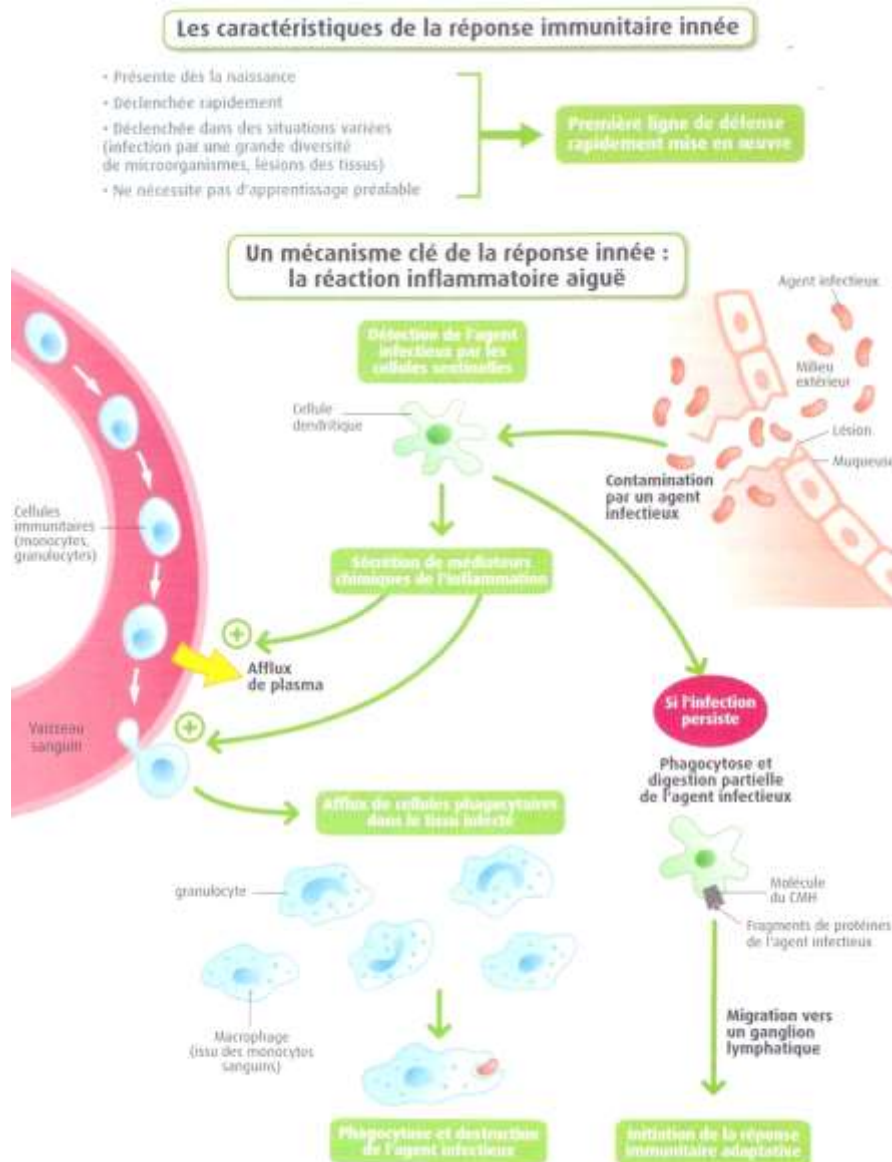 Les caractéristiques de la réponse immunitaire innée
• Présente dès la naissance
• Déclenchée rapidement
• Déclenchée dans des situations variées
(infection par une grande diversité
de microorganismes, lésions des tissus)
• Ne nécessite pas d'apprentissage préalable
Première ligne de défense
rapidement mise en œuvre
Un mécanisme clé de la réponse innée :
la réaction inflammatoire aiguë
Agent infectieux
Détection de l'agent
infectieux par les
cellules sentinelles
Milieu
extérieur
Cellule
dendritique
Lésion
Muqueuse
Contamination
par un agent
infectieux
Cellules
immunitaires
(monocytes,
granulocytes)
Sécrétion de médiateurs
chimiques de l'inflammation
+
Afflux
de plasma
Si l'infection
persiste
+
Vaisseau
sanguin
Phagocytose et
digestion partielle
de l'agent infectieux
Afflux de cellules phagocytaires
dans le tissu infecté
granulocyte
Molécule
du CMH
Fragments de protéines
de l'agent infectieux
Migration vers
un ganglion
lymphatique
Macrophage
(issu des monocytes
sanguins)
Phagocytose et destruction
de l'agent infectieux
Initiation de la réponse
immunitaire adaptative